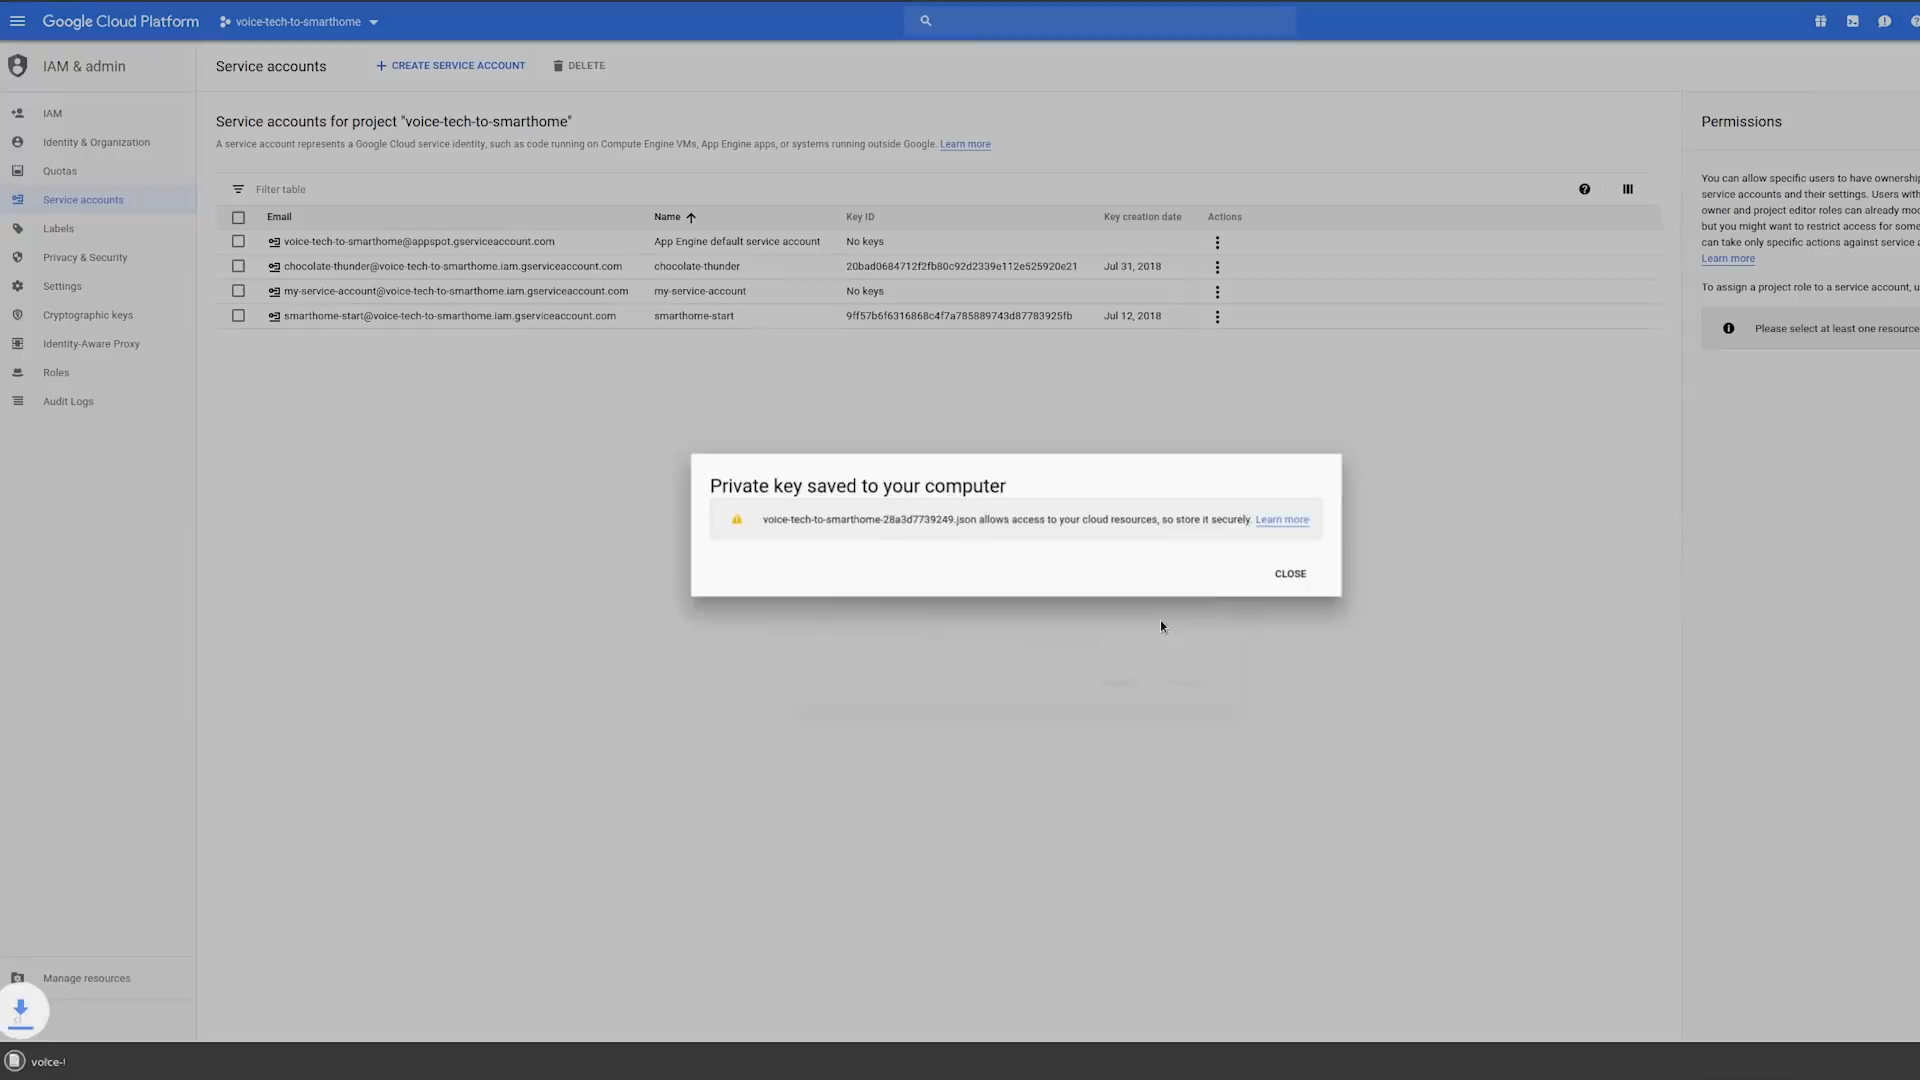 Google Cloud Platform
voice-tech-to-smarthome
IAM & admin
Service accounts
CREATE SERVICE ACCOUNT
DELETE
IAM
Identity & Organization
Quotas
Service accounts
Labels
Privacy & Security
Settings
Cryptographic keys
Identity-Aware Proxy
Roles
Audit Logs
Manage resources
Service accounts for project "voice-tech-to-smarthome"
A service account represents a Google Cloud service identity, such as code running on Compute Engine VMs, App Engine apps, or systems running outside Google. Learn more
Filter table
Email Name Key ID Key creation date Actions
voice-tech-to-smarthome@appspot.gserviceaccount.com App Engine default service account No keys
chocolate-thunder@voice-tech-to-smarthome.iam.gserviceaccount.com chocolate-thunder 20bad0684712f2fb80c92d2339e112e525920e21 Jul 31, 2018
my-service-account@voice-tech-to-smarthome.iam.gserviceaccount.com my-service-account No keys
smarthome-start@voice-tech-to-smarthome.iam.gserviceaccount.com smarthome-start 9ff57b6f6316868c4f7a785889743d87783925fb Jul 12, 2018
Permissions
You can allow specific users to have ownership
service accounts and their settings. Users with
owner and project editor roles can already mod
but you might want to restrict access for some
can take only specific actions against service a
Learn more
To assign a project role to a service account, u
Please select at least one resource
Private key saved to your computer
voice-tech-to-smarthome-28a3d7739249.json allows access to your cloud resources, so store it securely. Learn more
CLOSE
voice-t